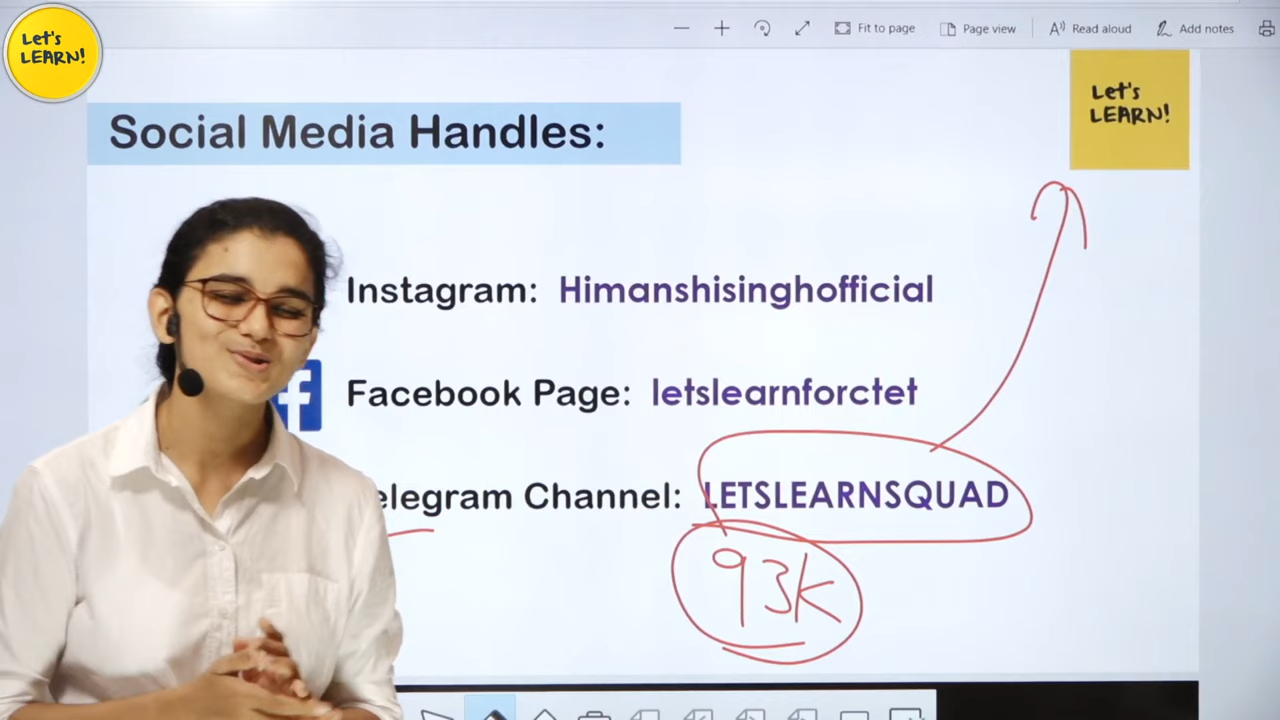 Let's
LEARN!
Fit to page
Page view
Read aloud
Add notes
Let's
LEARN!
Social Media Handles:
Instagram: Himanshisinghofficial
Facebook Page: letslearnforctet
elegram Channel: LETSLEARNSQUAD
93K